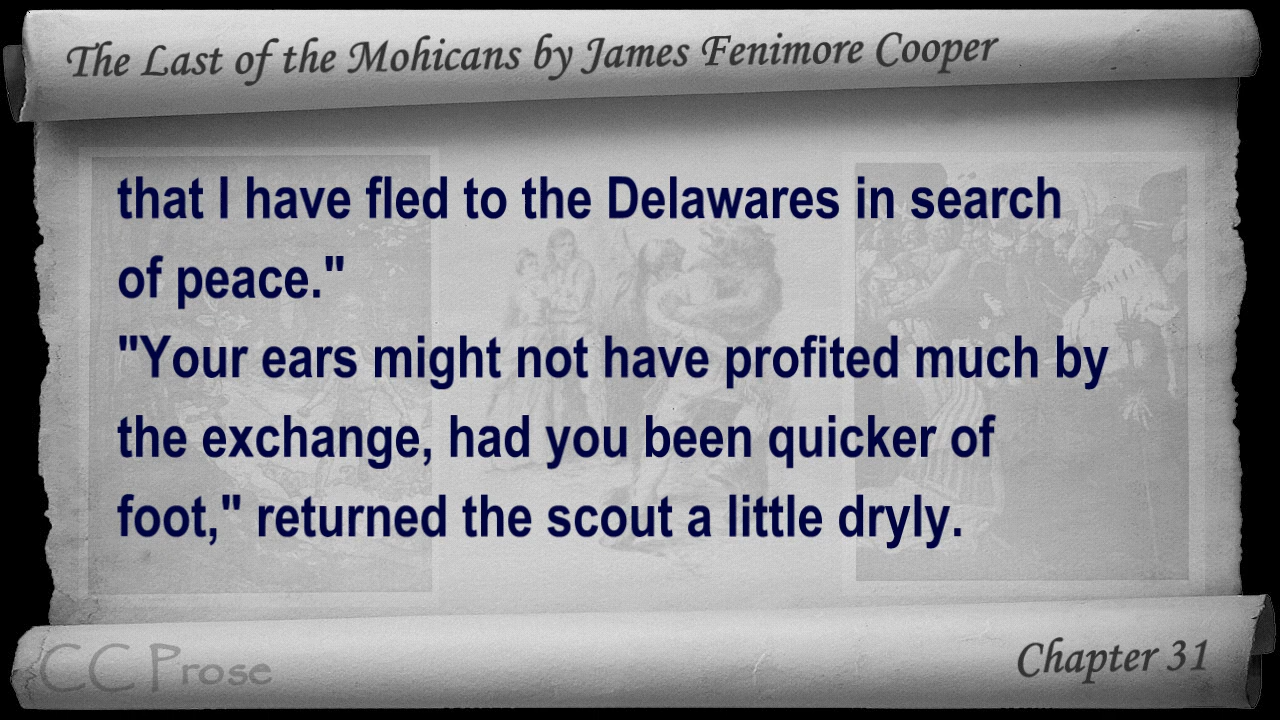 The Last of the Mohicans by James Fenimore Cooper
that I have fled to the Delawares in search
of peace."
"Your ears might not have profited much by
the exchange, had you been quicker of
foot," returned the scout a little dryly.
CC Prose
Chapter 31